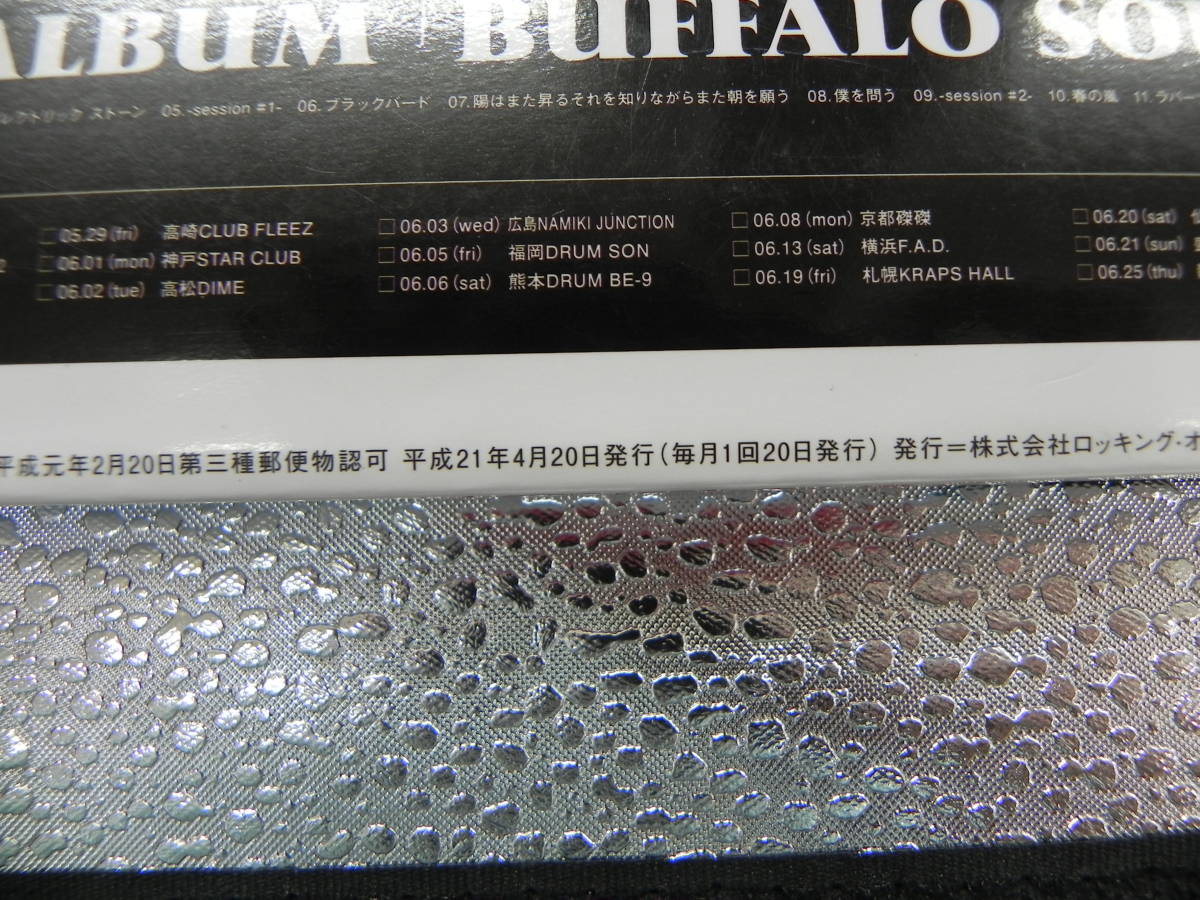 ALBUM BUFFALO SOU
レクトリック ストーン 05.-session #1- 06.ブラックバード 07.陽はまた昇るそれを知りながらまた朝を願う 08.僕を問う 09.-session #2- 10.春の嵐 11.ラバー
05.29(fri) 高崎CLUB FLEEZ
06.01(mon) 神戸STAR CLUB
06.02(tue) 高松DIME
06.03(wed) 広島NAMIKI JUNCTION
06.05(fri) 福岡DRUM SON
06.06(sat) 熊本DRUM BE-9
06.08(mon) 京都磔磔
06.13(sat) 横浜F.A.D.
06.19(fri) 札幌KRAPS HALL
06.20(sat)
06.21(sun)
06.25(thu)
平成元年2月20日第三種郵便物認可 平成21年4月20日発行(毎月1回20日発行) 発行=株式会社ロッキング・オ